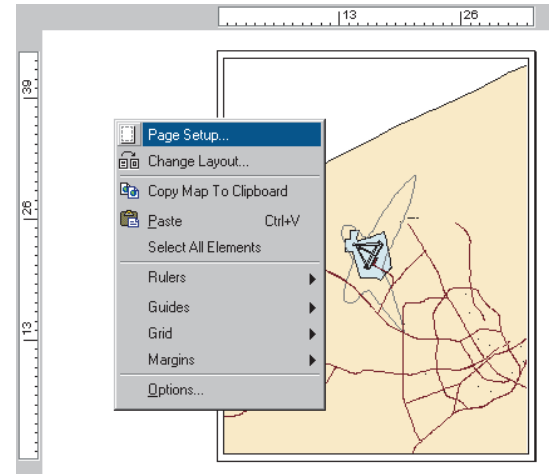 13 26
39
26
13
Page Setup...
Change Layout...
Copy Map To Clipboard
Paste Ctrl+V
Select All Elements
Rulers
Guides
Grid
Margins
Options...